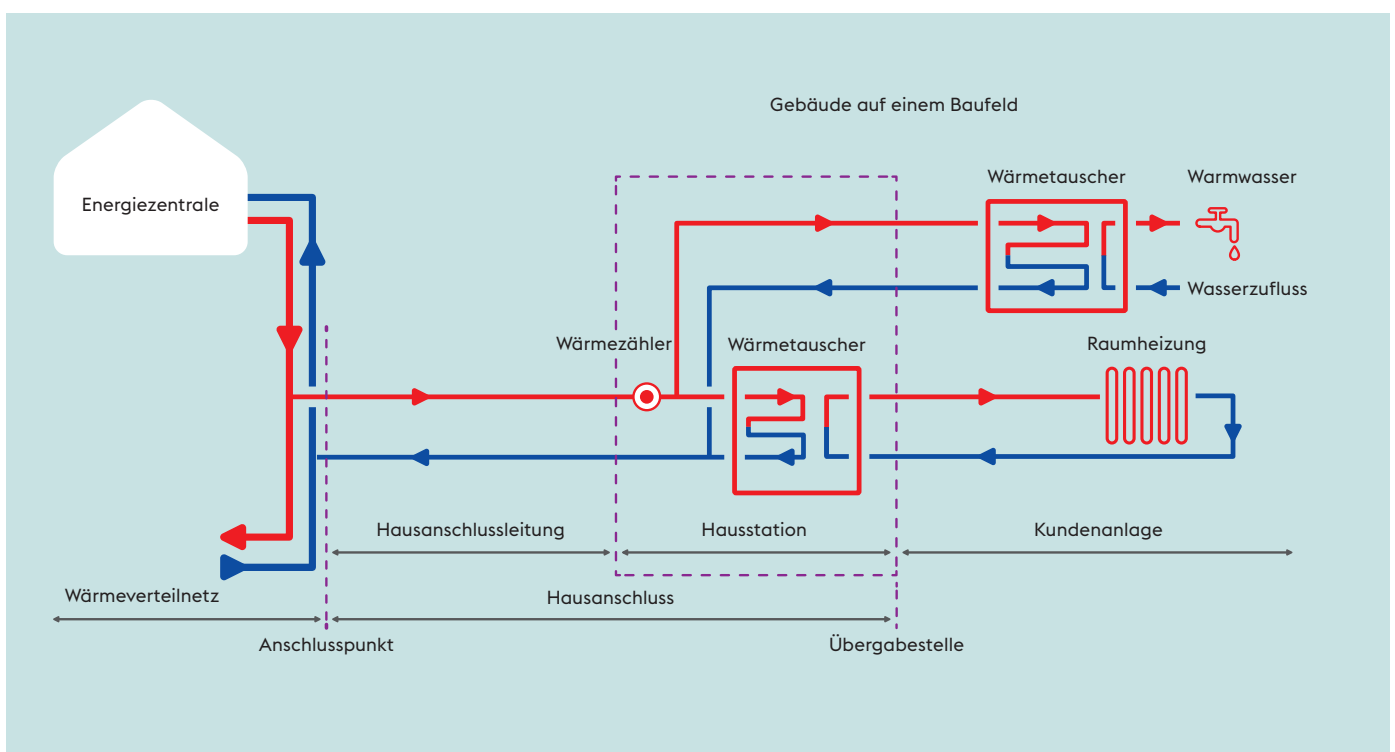 Gebäude auf einem Baufeld
Energiezentrale
Wärmetauscher
Warmwasser
Wasserzufluss
Wärmezähler
Wärmetauscher
Raumheizung
Hausanschlussleitung
Hausstation
Kundenanlage
Wärmeverteilnetz
Hausanschluss
Anschlusspunkt
Übergabestelle